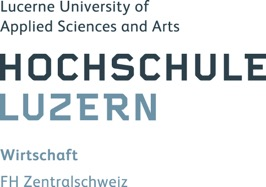 Lucerne University of
Applied Sciences and Arts
HOCHSCHULE
LUZERN
Wirtschaft
FH Zentralschweiz